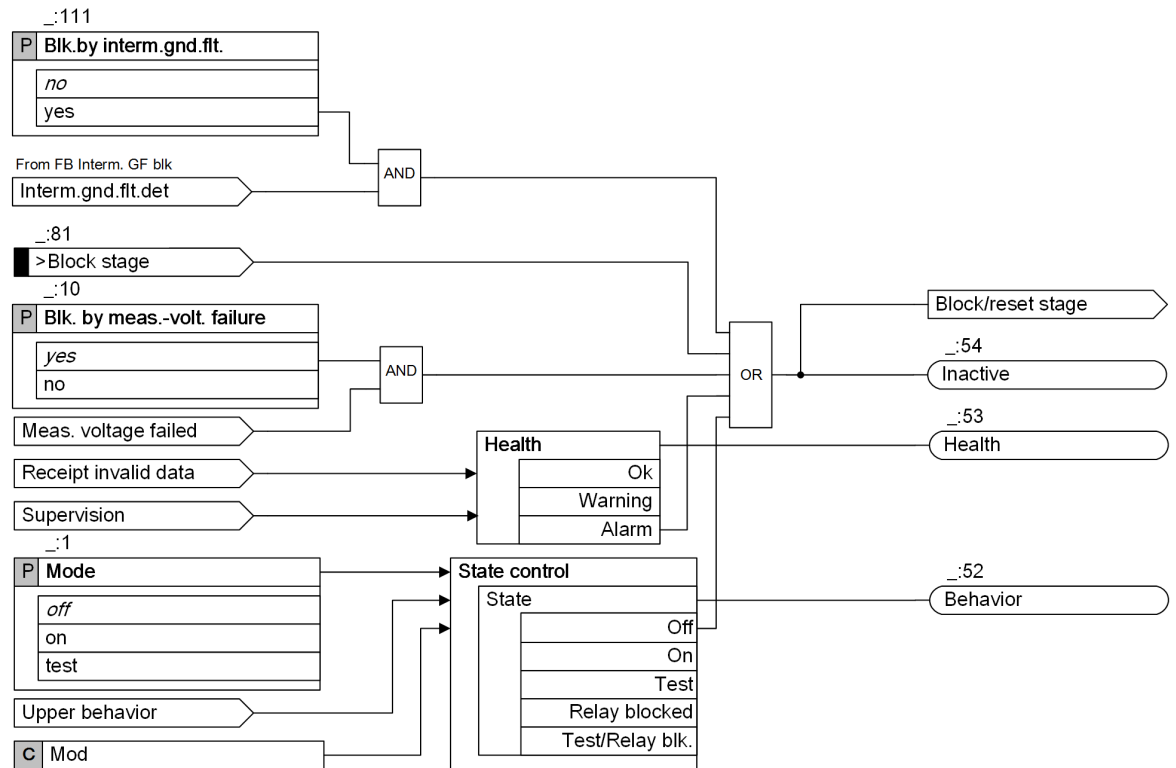 _:111
P Blk.by interm.gnd.flt.
no
yes
From FB Interm. GF blk
Interm.gnd.flt.det
AND
_:81
>Block stage
_:10
P Blk. by meas.-volt. failure
yes
no
AND
Meas. voltage failed
OR
Block/reset stage
_:54
Inactive
_:53
Health
Receipt invalid data
Supervision
Health
Ok
Warning
Alarm
_:1
P Mode
off
on
test
Upper behavior
C Mod
State control
State
Off
On
Test
Relay blocked
Test/Relay blk.
_:52
Behavior